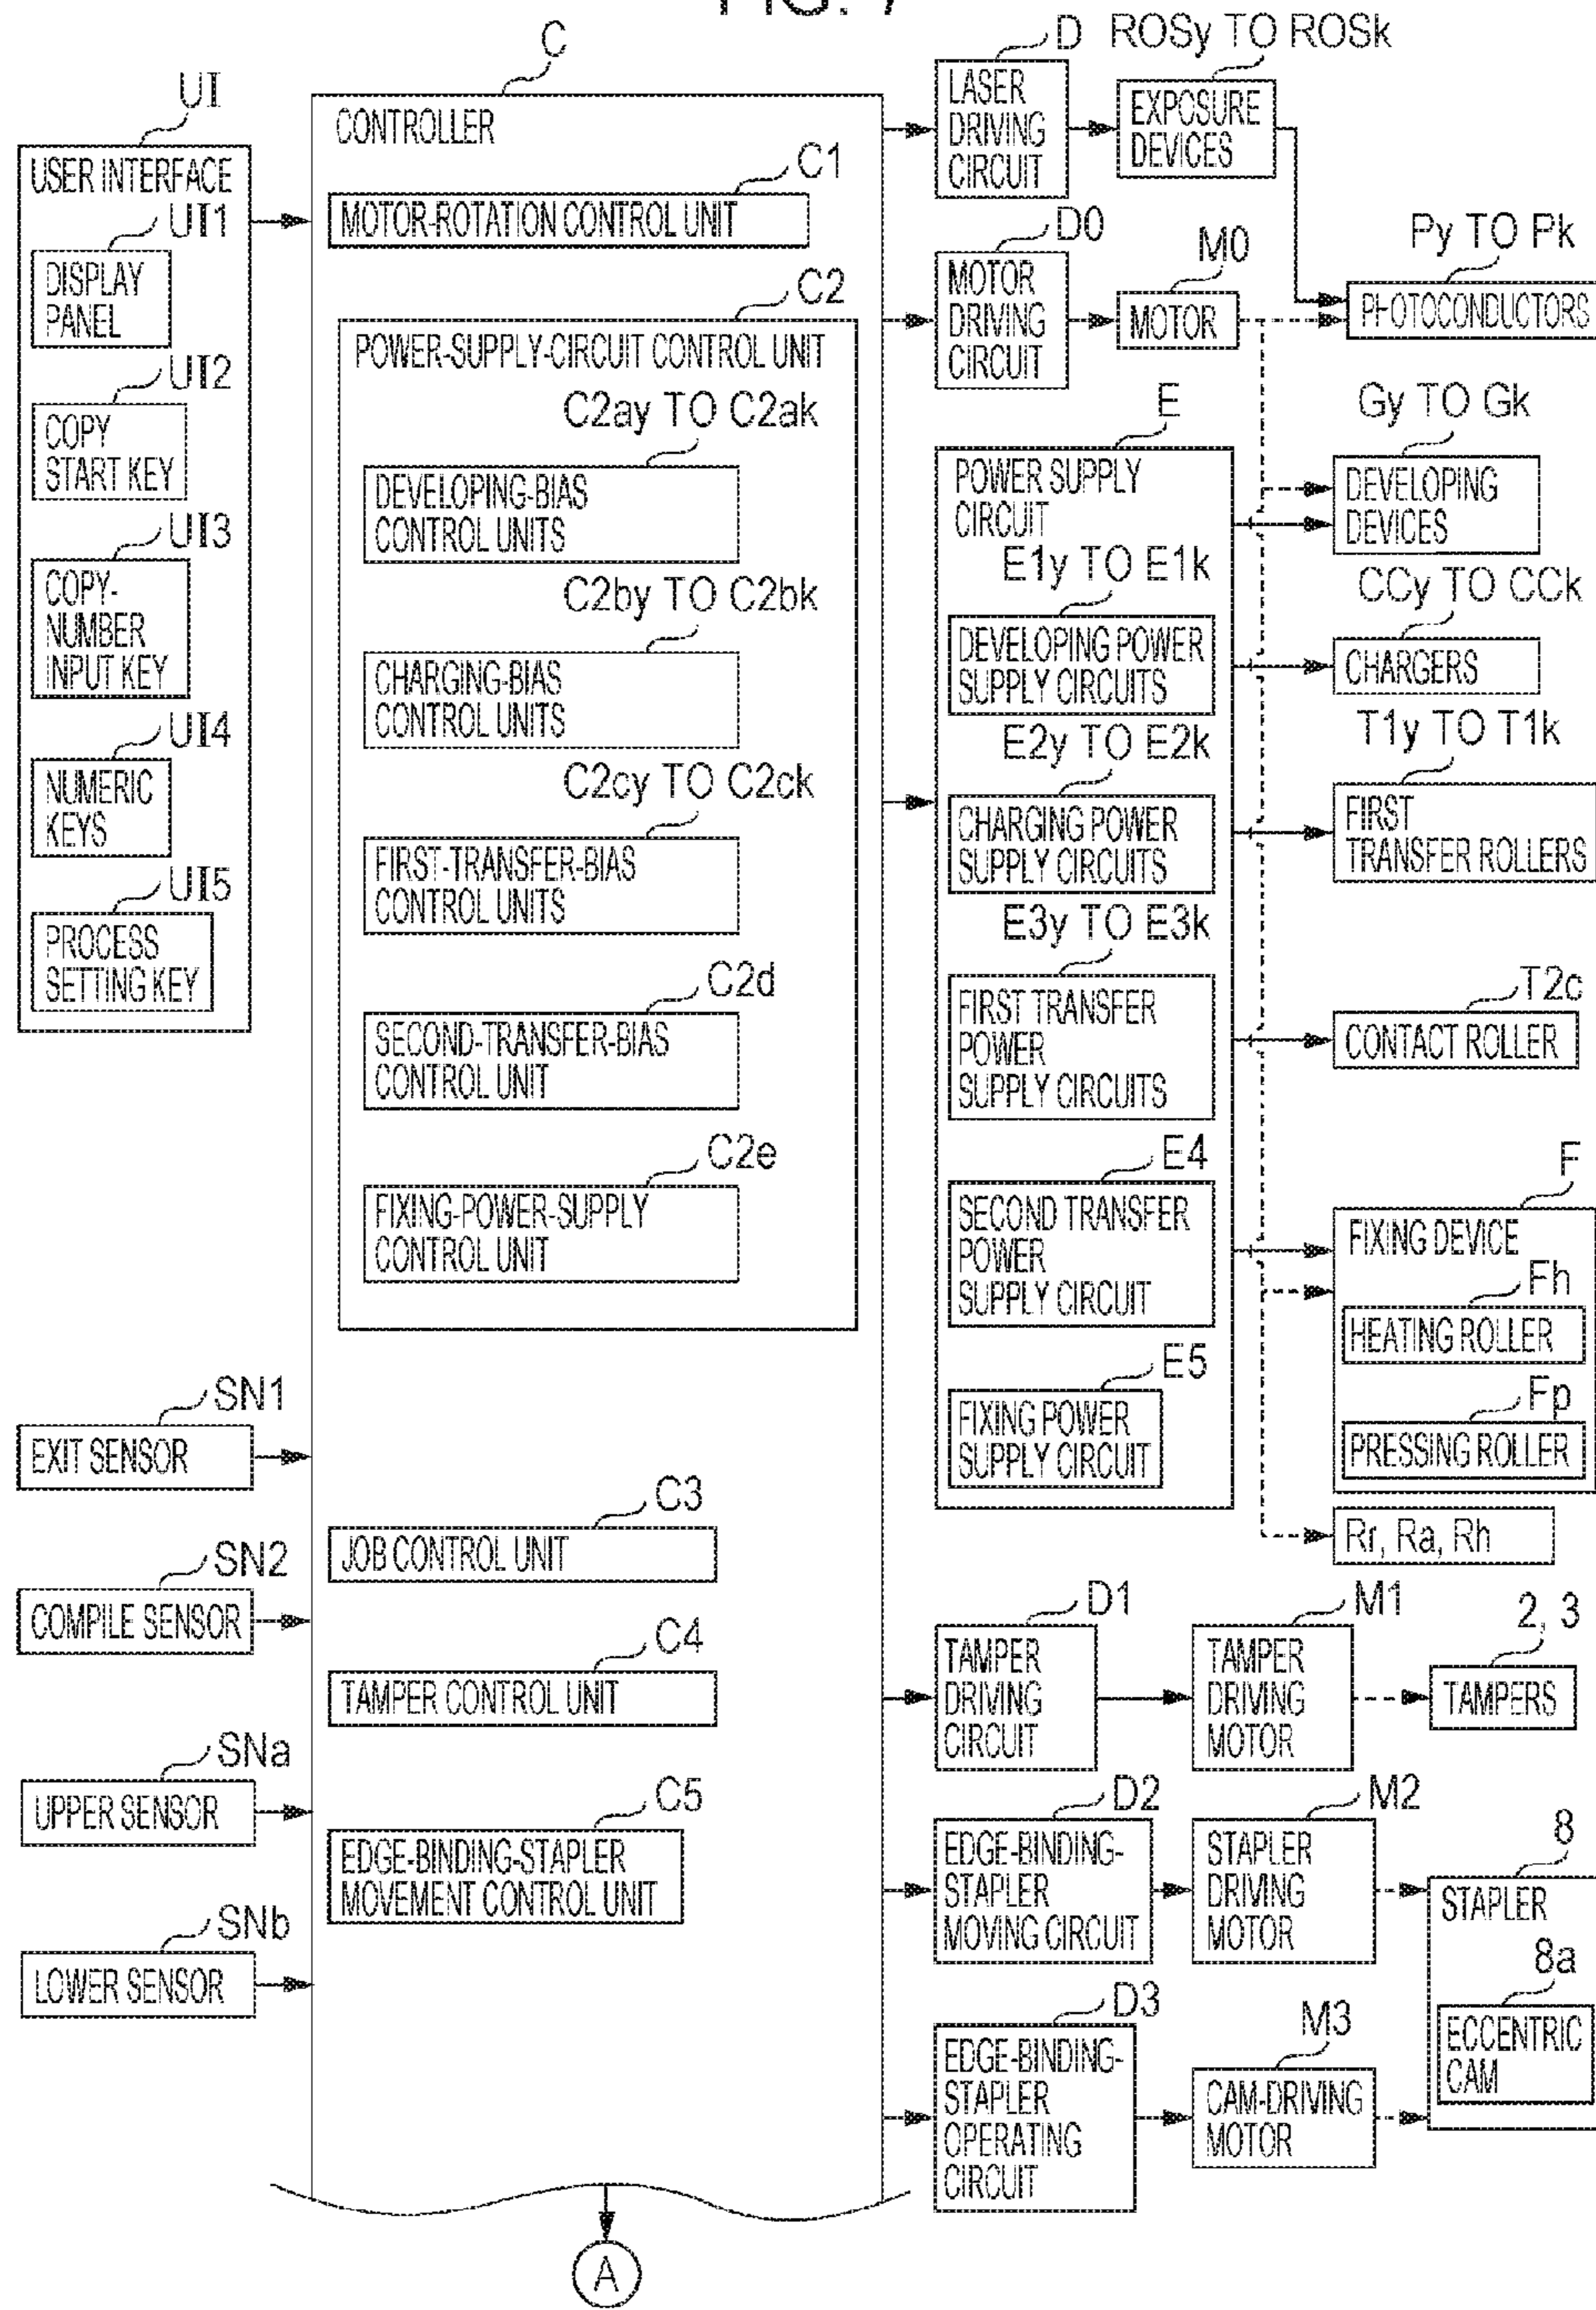 FIG. 7
C
CONTROLLER
C1
MOTOR-ROTATION CONTROL UNIT
C2
POWER-SUPPLY-CIRCUIT CONTROL UNIT
C2ay TO C2ak
DEVELOPING-BIAS
CONTROL UNITS
C2by TO C2bk
CHARGING-BIAS
CONTROL UNITS
C2cy TO C2ck
FIRST-TRANSFER-BIAS
CONTROL UNITS
C2d
SECOND-TRANSFER-BIAS
CONTROL UNIT
C2e
FIXING-POWER-SUPPLY
CONTROL UNIT
C3
JOB CONTROL UNIT
C4
TAMPER CONTROL UNIT
C5
EDGE-BINDING-STAPLER
MOVEMENT CONTROL UNIT
A
UI
USER INTERFACE
UI1
DISPLAY
PANEL
UI2
COPY
START KEY
UI3
COPY-
NUMBER
INPUT KEY
UI4
NUMERIC
KEYS
UI5
PROCESS
SETTING KEY
SN1
EXIT SENSOR
SN2
COMPILE SENSOR
SNa
UPPER SENSOR
SNb
LOWER SENSOR
D
LASER
DRIVING
CIRCUIT
ROSy TO ROSk
EXPOSURE
DEVICES
D0
MOTOR
DRIVING
CIRCUIT
M0
MOTOR
Py TO Pk
PHOTOCONDUCTORS
E
POWER SUPPLY
CIRCUIT
E1y TO E1k
DEVELOPING POWER
SUPPLY CIRCUITS
E2y TO E2k
CHARGING POWER
SUPPLY CIRCUITS
E3y TO E3k
FIRST TRANSFER
POWER
SUPPLY CIRCUITS
E4
SECOND TRANSFER
POWER
SUPPLY CIRCUIT
E5
FIXING POWER
SUPPLY CIRCUIT
Gy TO Gk
DEVELOPING
DEVICES
CCy TO CCk
CHARGERS
T1y TO T1k
FIRST
TRANSFER ROLLERS
T2c
CONTACT ROLLER
F
FIXING DEVICE
Fh
HEATING ROLLER
Fp
PRESSING ROLLER
Rr, Ra, Rh
D1
TAMPER
DRIVING
CIRCUIT
M1
TAMPER
DRIVING
MOTOR
2, 3
TAMPERS
D2
EDGE-BINDING-
STAPLER
MOVING CIRCUIT
M2
STAPLER
DRIVING
MOTOR
8
STAPLER
8a
ECCENTRIC
CAM
D3
EDGE-BINDING-
STAPLER
OPERATING
CIRCUIT
M3
CAM-DRIVING
MOTOR